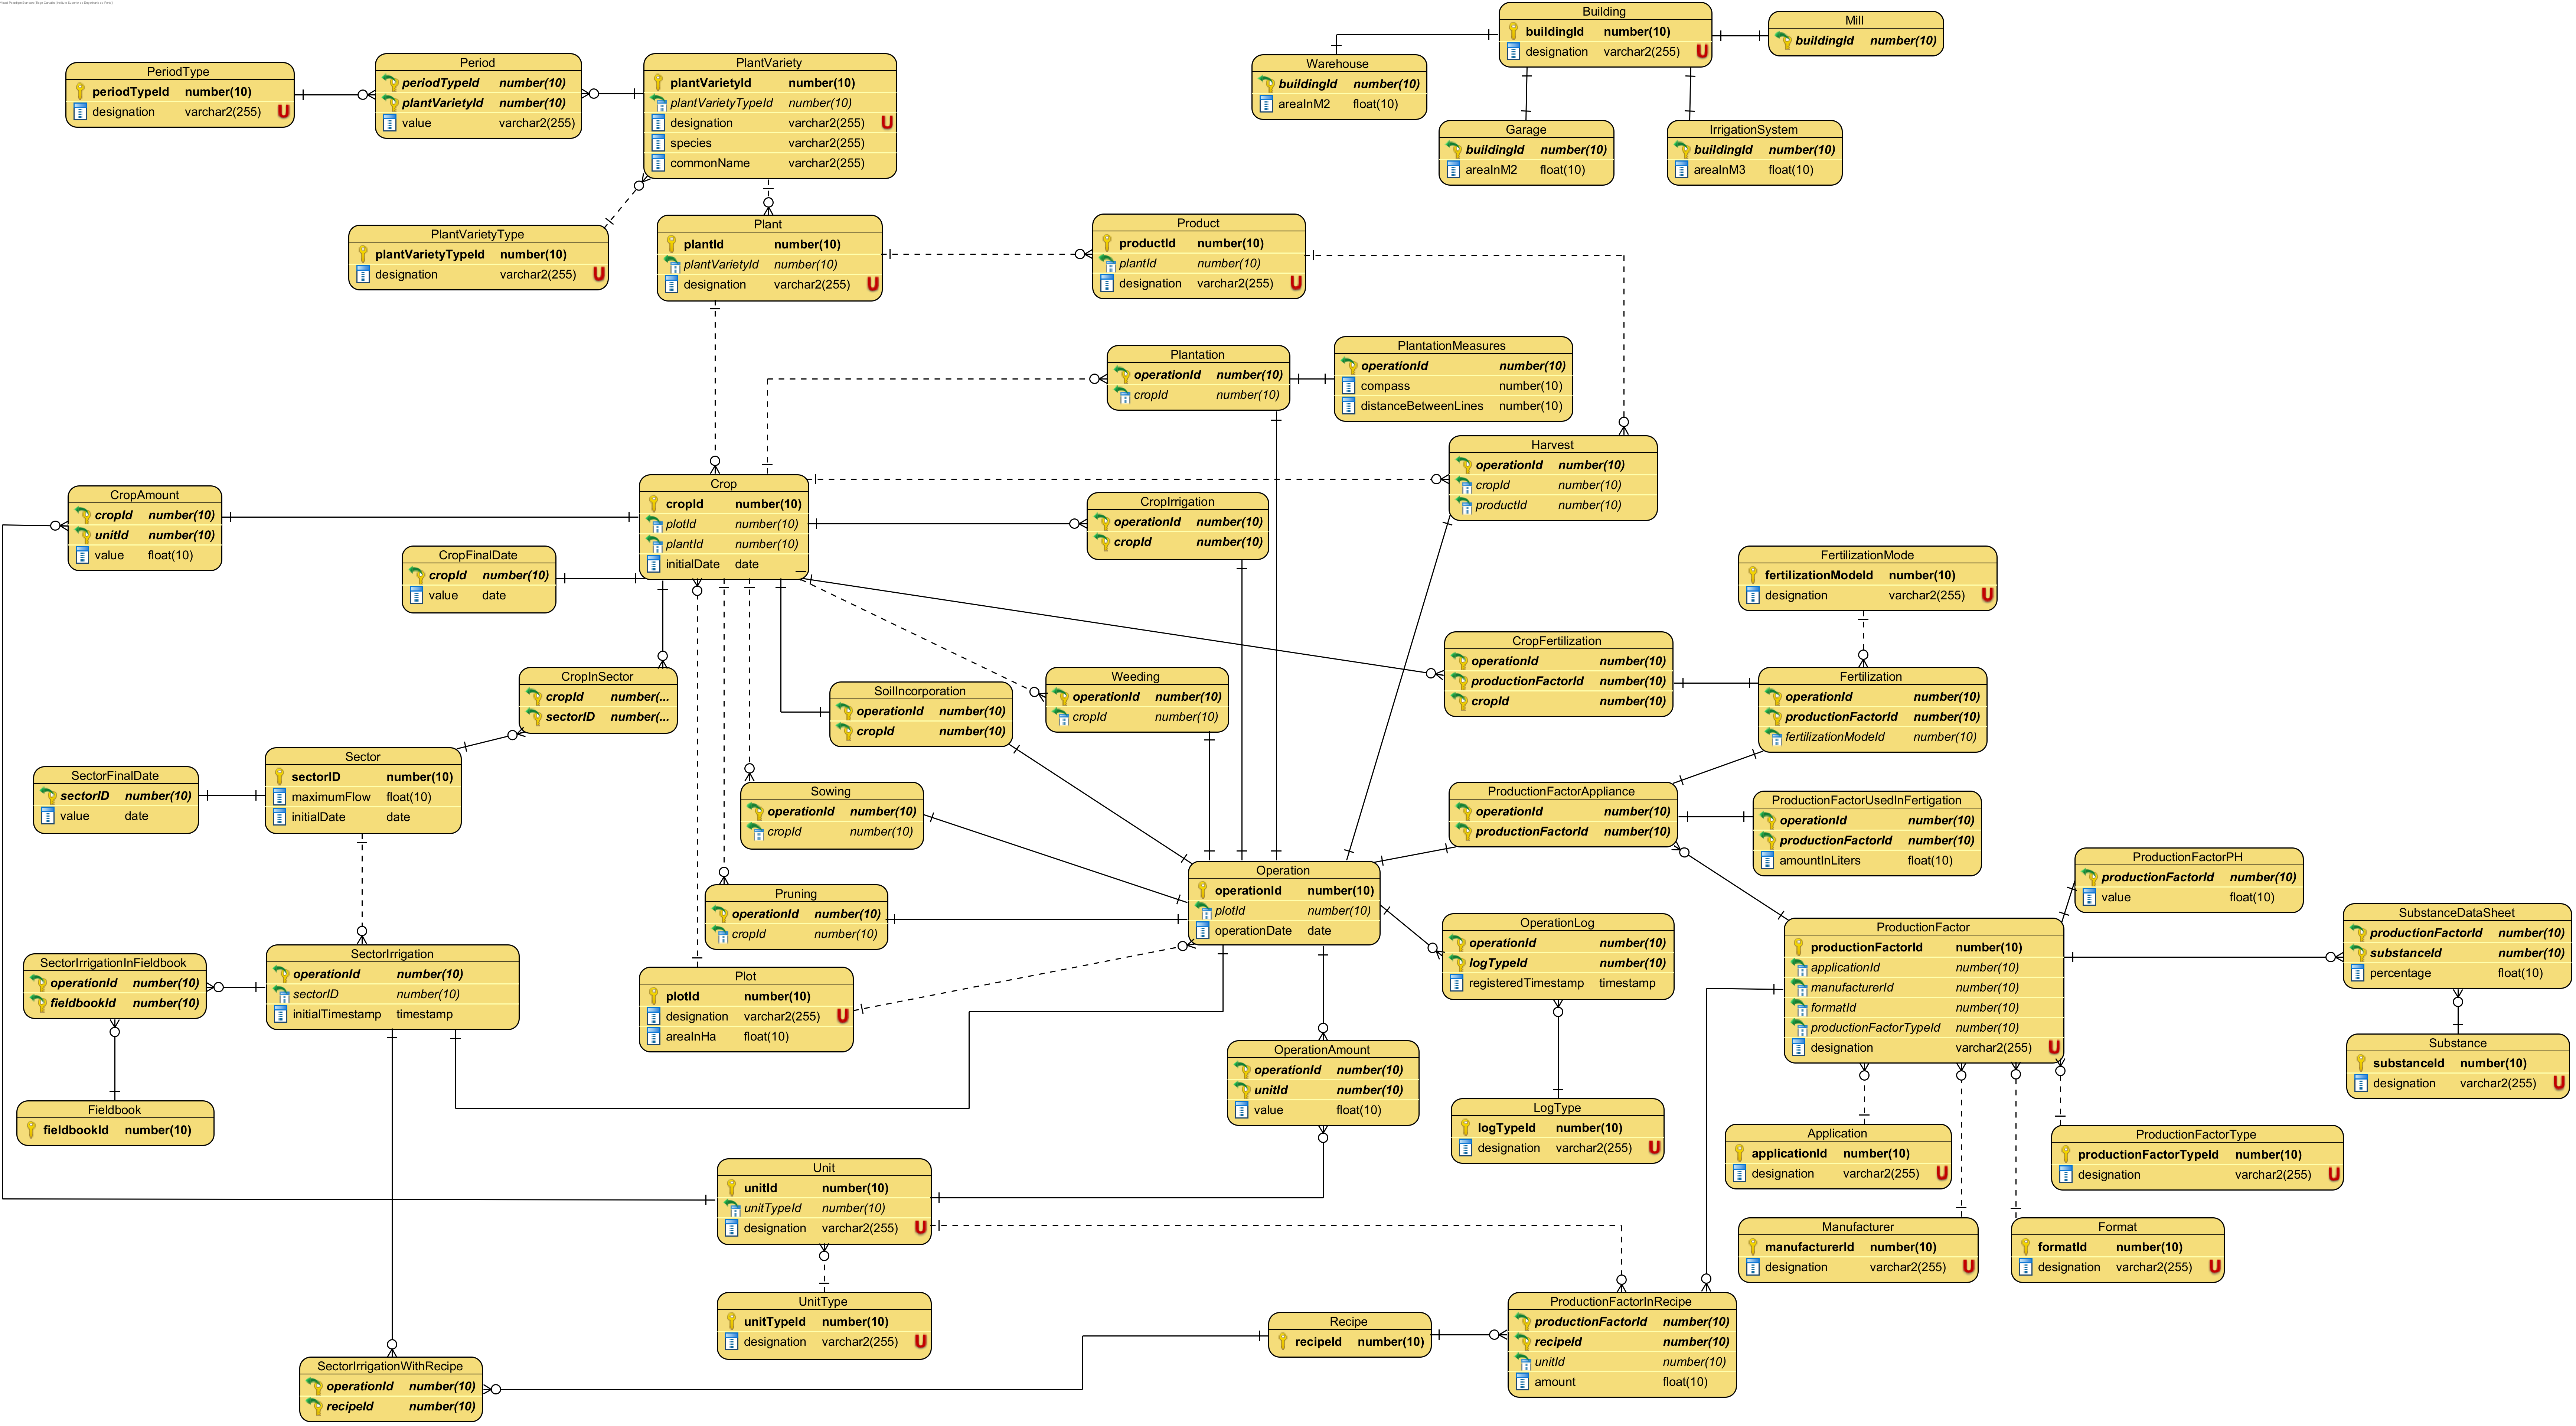 Building
buildingId number(10)
designation varchar2(255) U
Mill
buildingId number(10)
Warehouse
buildingId number(10)
areaInM2 float(10)
Garage
buildingId number(10)
areaInM2 float(10)
IrrigationSystem
buildingId number(10)
areaInM3 float(10)
PeriodType
periodTypeId number(10)
designation varchar2(255) U
Period
periodTypeId number(10)
plantVarietyId number(10)
value varchar2(255)
PlantVariety
plantVarietyId number(10)
plantVarietyTypeId number(10)
designation varchar2(255) U
species varchar2(255)
commonName varchar2(255)
PlantVarietyType
plantVarietyTypeId number(10)
designation varchar2(255) U
Plant
plantId number(10)
plantVarietyId number(10)
designation varchar2(255) U
Product
productId number(10)
plantId number(10)
designation varchar2(255) U
Plantation
operationId number(10)
cropId number(10)
PlantationMeasures
operationId number(10)
compass number(10)
distanceBetweenLines number(10)
Harvest
operationId number(10)
cropId number(10)
productId number(10)
CropAmount
cropId number(10)
unitId number(10)
value float(10)
Crop
cropId number(10)
plotId number(10)
plantId number(10)
initialDate date
CropIrrigation
operationId number(10)
cropId number(10)
CropFinalDate
cropId number(10)
value date
FertilizationMode
fertilizationModeId number(10)
designation varchar2(255) U
CropFertilization
operationId number(10)
productionFactorId number(10)
cropId number(10)
Fertilization
operationId number(10)
productionFactorId number(10)
fertilizationModeId number(10)
CropInSector
cropId number(...
sectorID number(...
SoilIncorporation
operationId number(10)
cropId number(10)
Weeding
operationId number(10)
cropId number(10)
Sector
sectorID number(10)
maximumFlow float(10)
initialDate date
SectorFinalDate
sectorID number(10)
value date
Sowing
operationId number(10)
cropId number(10)
ProductionFactorAppliance
operationId number(10)
productionFactorId number(10)
ProductionFactorUsedInFertigation
operationId number(10)
productionFactorId number(10)
amountInLiters float(10)
ProductionFactorPH
productionFactorId number(10)
value float(10)
Operation
operationId number(10)
plotId number(10)
operationDate date
Pruning
operationId number(10)
cropId number(10)
OperationLog
operationId number(10)
logTypeId number(10)
registeredTimestamp timestamp
ProductionFactor
productionFactorId number(10)
applicationId number(10)
manufacturerId number(10)
formatId number(10)
productionFactorTypeId number(10)
designation varchar2(255) U
SubstanceDataSheet
productionFactorId number(10)
substanceId number(10)
percentage float(10)
SectorIrrigationInFieldbook
operationId number(10)
fieldbookId number(10)
SectorIrrigation
operationId number(10)
sectorID number(10)
initialTimestamp timestamp
Plot
plotId number(10)
designation varchar2(255) U
areaInHa float(10)
OperationAmount
operationId number(10)
unitId number(10)
value float(10)
Substance
substanceId number(10)
designation varchar2(255) U
Fieldbook
fieldbookId number(10)
LogType
logTypeId number(10)
designation varchar2(255) U
Application
applicationId number(10)
designation varchar2(255) U
ProductionFactorType
productionFactorTypeId number(10)
designation varchar2(255) U
Unit
unitId number(10)
unitTypeId number(10)
designation varchar2(255) U
Manufacturer
manufacturerId number(10)
designation varchar2(255) U
Format
formatId number(10)
designation varchar2(255) U
UnitType
unitTypeId number(10)
designation varchar2(255) U
Recipe
recipeId number(10)
ProductionFactorInRecipe
productionFactorId number(10)
recipeId number(10)
unitId number(10)
amount float(10)
SectorIrrigationWithRecipe
operationId number(10)
recipeId number(10)